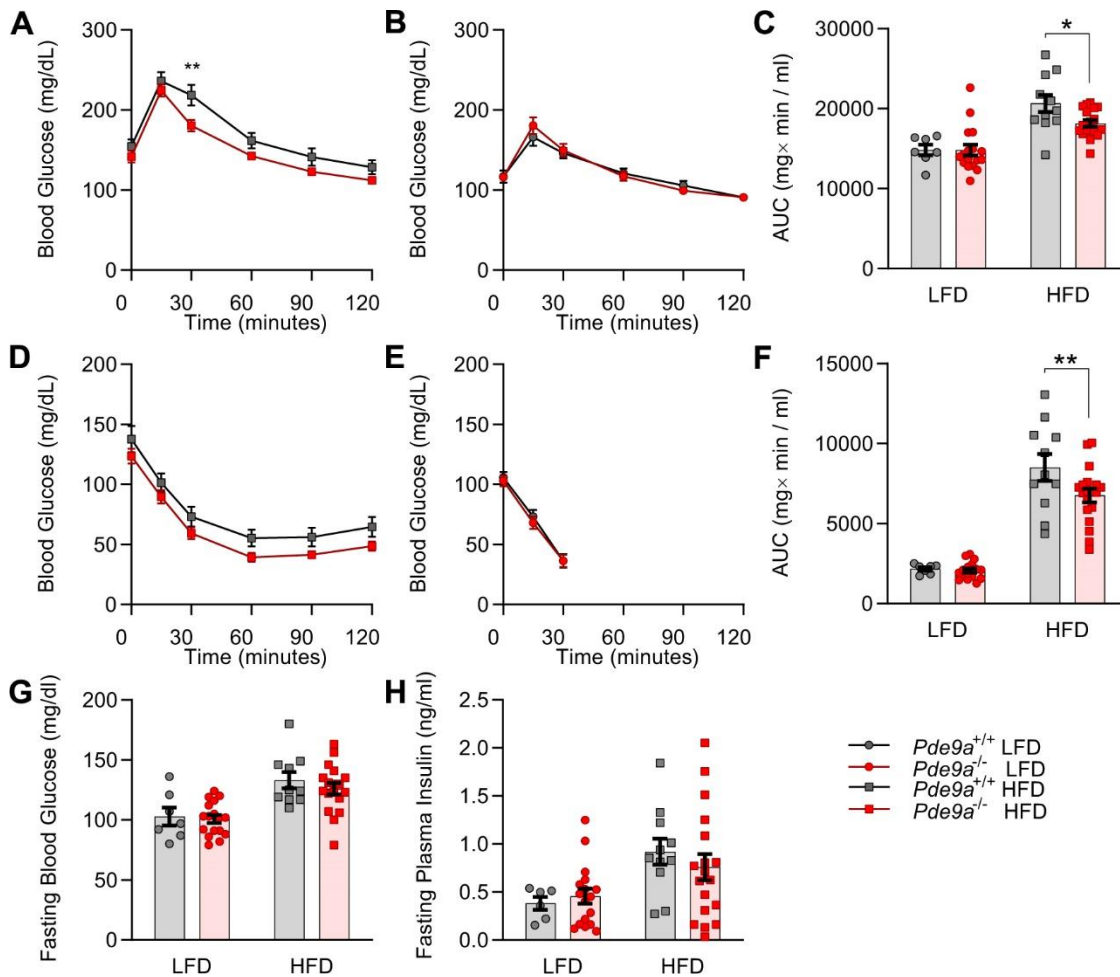 A
Blood Glucose (mg/dL)
300
200
100
0
0 30 60 90 120
Time (minutes)
**
B
Blood Glucose (mg/dL)
300
200
100
0
0 30 60 90 120
Time (minutes)
C
AUC (mg× min / ml)
30000
20000
10000
0
LFD HFD
*
D
Blood Glucose (mg/dL)
200
150
100
50
0
0 30 60 90 120
Time (minutes)
E
Blood Glucose (mg/dL)
200
150
100
50
0
0 30 60 90 120
Time (minutes)
F
AUC (mg× min / ml)
15000
10000
5000
0
LFD HFD
**
G
Fasting Blood Glucose (mg/dl)
200
150
100
50
0
LFD HFD
H
Fasting Plasma Insulin (ng/ml)
2.5
2.0
1.5
1.0
0.5
0.0
LFD HFD
Pde9a+/+ LFD
Pde9a-/- LFD
Pde9a+/+ HFD
Pde9a-/- HFD